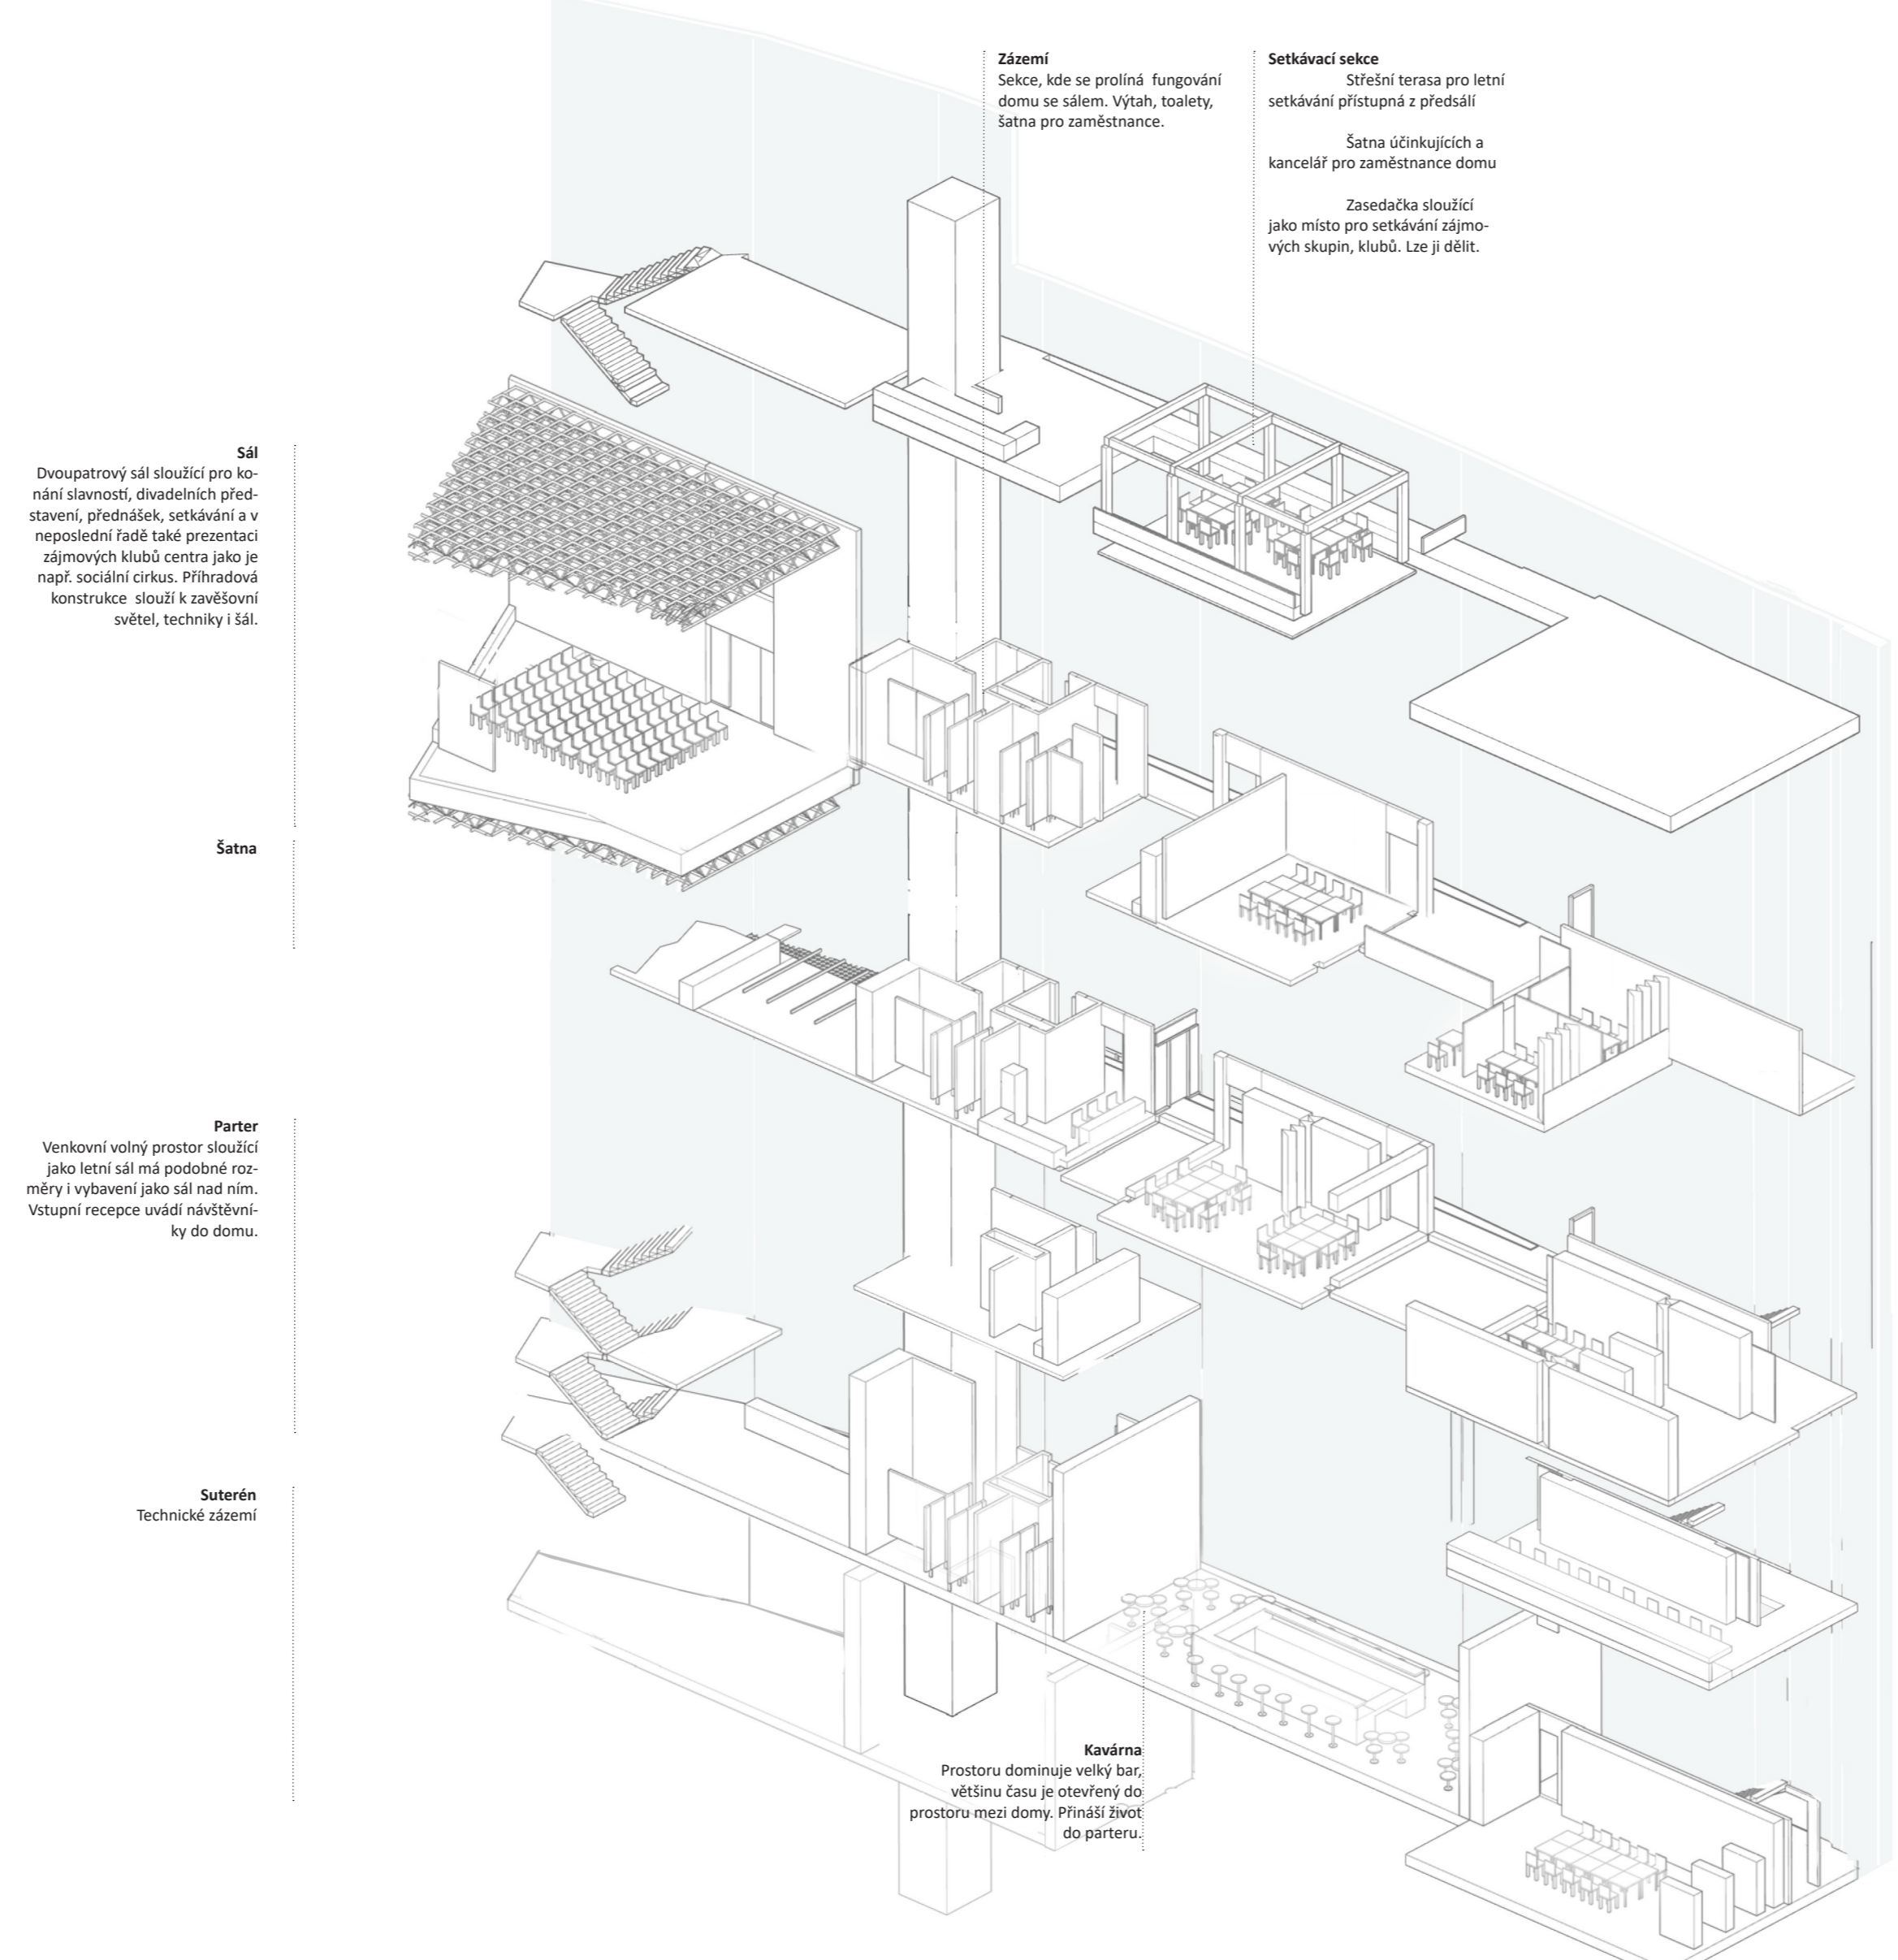 Zázemí
Sekce, kde se prolíná fungování
domu se sálem. Výtah, toalety,
šatna pro zaměstnance.
Setkávací sekce
Střešní terasa pro letní
setkávání přístupná z předsálí
Šatna účinkujících a
kancelář pro zaměstnance domu
Zasedačka sloužící
jako místo pro setkávání zájmo-
vých skupin, klubů. Lze ji dělit.
Sál
Dvoupatrový sál sloužící pro ko-
nání slavností, divadelních před-
stavení, přednášek, setkávání a v
neposlední řadě také prezentaci
zájmových klubů centra jako je
např. sociální cirkus. Příhradová
konstrukce slouží k zavěšovní
světel, techniky i šál.
Šatna
Parter
Venkovní volný prostor sloužící
jako letní sál má podobné roz-
měry i vybavení jako sál nad ním.
Vstupní recepce uvádí návštěvní-
ky do domu.
Suterén
Technické zázemí
Kavárna
Prostoru dominuje velký bar,
většinu času je otevřený do
prostoru mezi domy. Přináší život
do parteru.